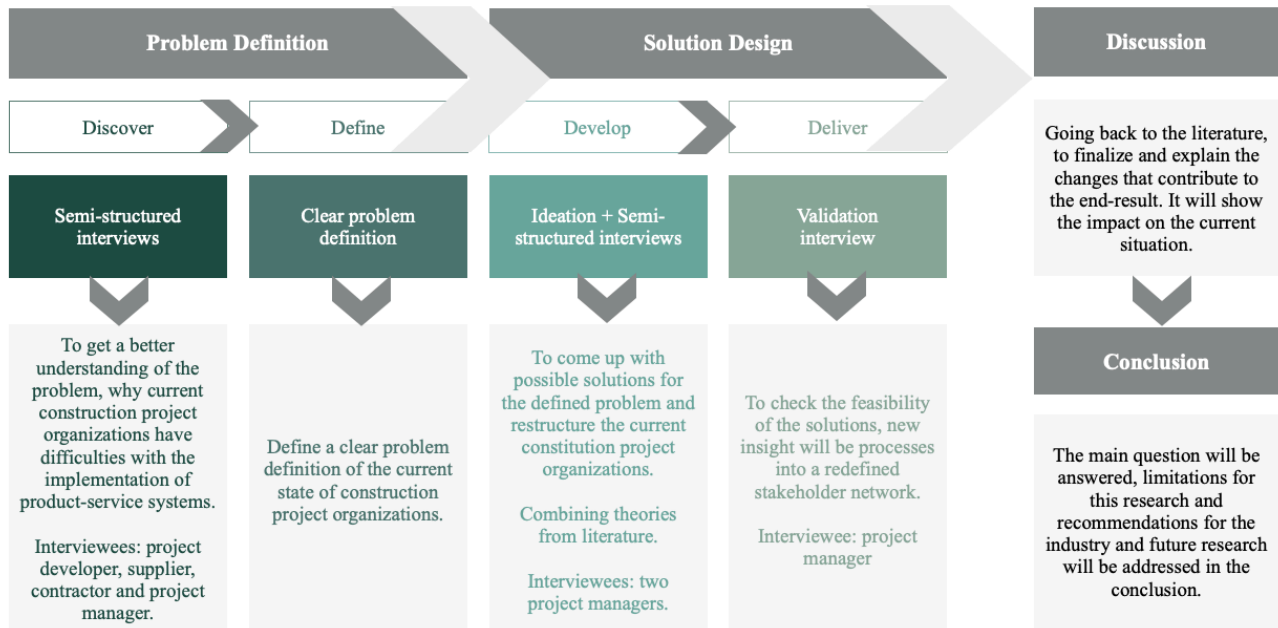 Problem Definition
Solution Design
Discussion
Discover
Define
Develop
Deliver
Semi-structured
interviews
Clear problem
definition
Ideation + Semi-
structured interviews
Validation
interview
To get a better
understanding of the
problem, why current
construction project
organizations have
difficulties with the
implementation of
product-service systems.
Interviewees: project
developer, supplier,
contractor and project
manager.
Define a clear problem
definition of the current
state of construction
project organizations.
To come up with
possible solutions for
the defined problem and
restructure the current
constitution project
organizations.
Combining theories
from literature.
Interviewees: two
project managers.
To check the feasibility
of the solutions, new
insight will be processes
into a redefined
stakeholder network.
Interviewee: project
manager
Going back to the literature,
to finalize and explain the
changes that contribute to
the end-result. It will show
the impact on the current
situation.
Conclusion
The main question will be
answered, limitations for
this research and
recommendations for the
industry and future research
will be addressed in the
conclusion.